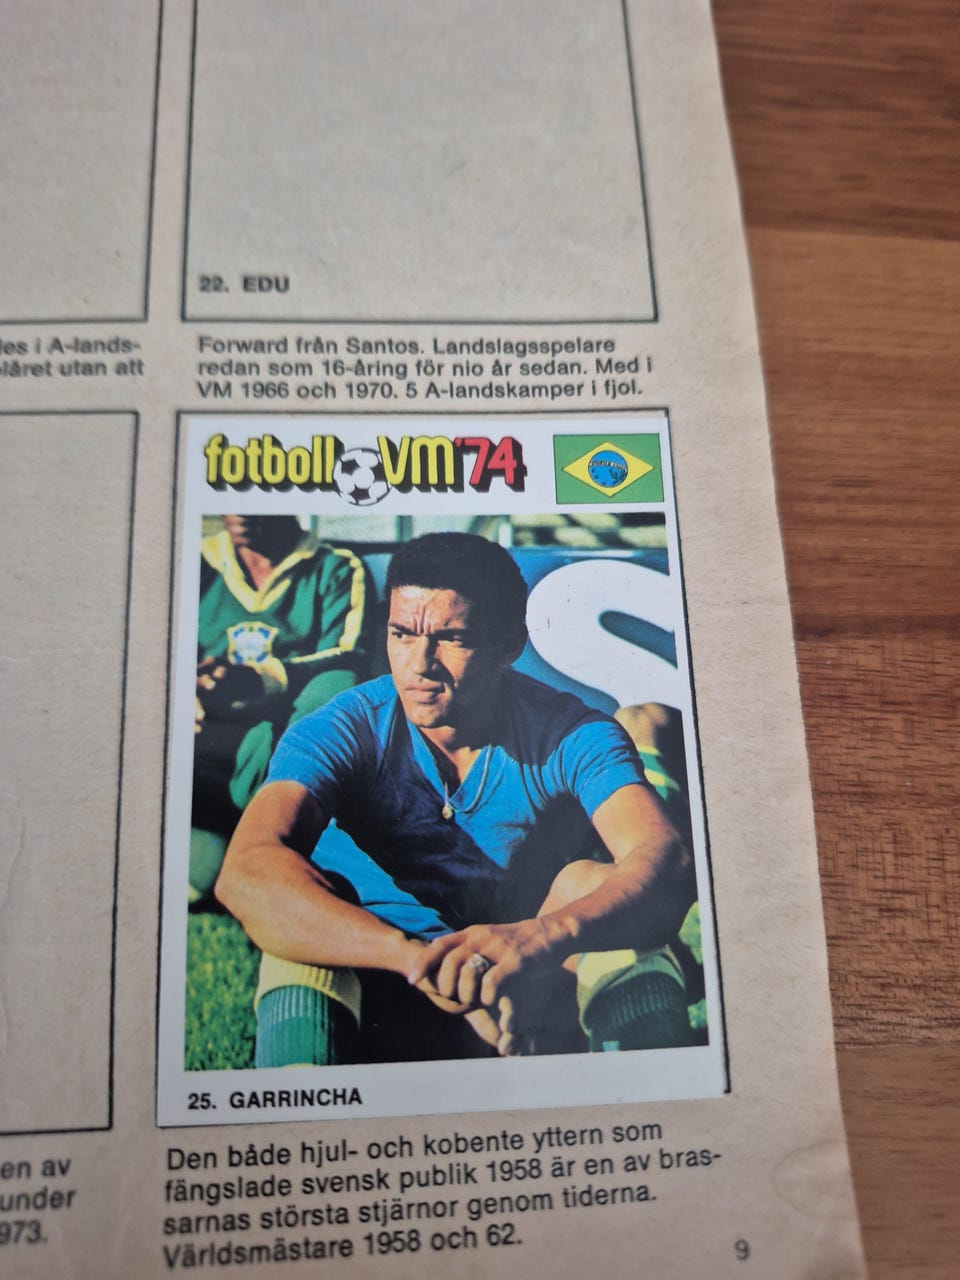 22. EDU
les i A-lands-
låret utan att
Forward från Santos. Landslagsspelare
redan som 16-åring för nio år sedan. Med i
VM 1966 och 1970. 5 A-landskamper i fjol.
fotboll VM '74
25. GARRINCHA
en av
under
973.
Den både hjul- och kobente yttern som
fängslade svensk publik 1958 är en av bras-
sarnas största stjärnor genom tiderna.
Världsmästare 1958 och 62.
9